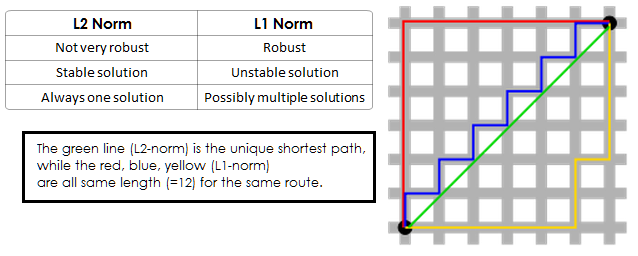 L2 Norm L1 Norm
Not very robust Robust
Stable solution Unstable solution
Always one solution Possibly multiple solutions
The green line (L2-norm) is the unique shortest path,
while the red, blue, yellow (L1-norm)
are all same length (=12) for the same route.